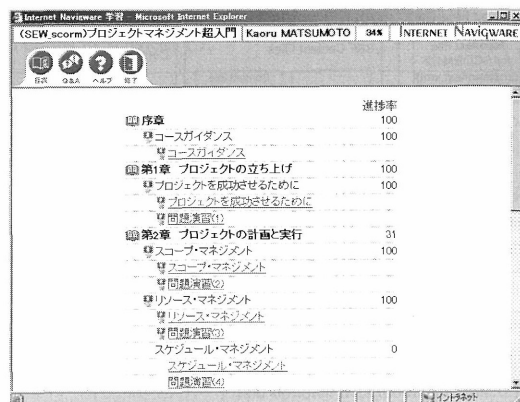 Internet Navigware 学習 - Microsoft Internet Explorer
(SEW_scorm)プロジェクトマネジメント超入門 Kaoru MATSUMOTO 34% INTERNET NAVIGWARE
目次 Q&A ヘルプ 終了
進捗率
序章 100
コースガイダンス 100
コースガイダンス
第1章 プロジェクトの立ち上げ 100
プロジェクトを成功させるために 100
プロジェクトを成功させるために
問題演習(1)
第2章 プロジェクトの計画と実行 31
スコープ・マネジメント 100
スコープ・マネジメント
問題演習(2)
リソース・マネジメント 100
リソース・マネジメント
問題演習(3)
スケジュール・マネジメント 0
スケジュール・マネジメント
問題演習(4)
イントラネット